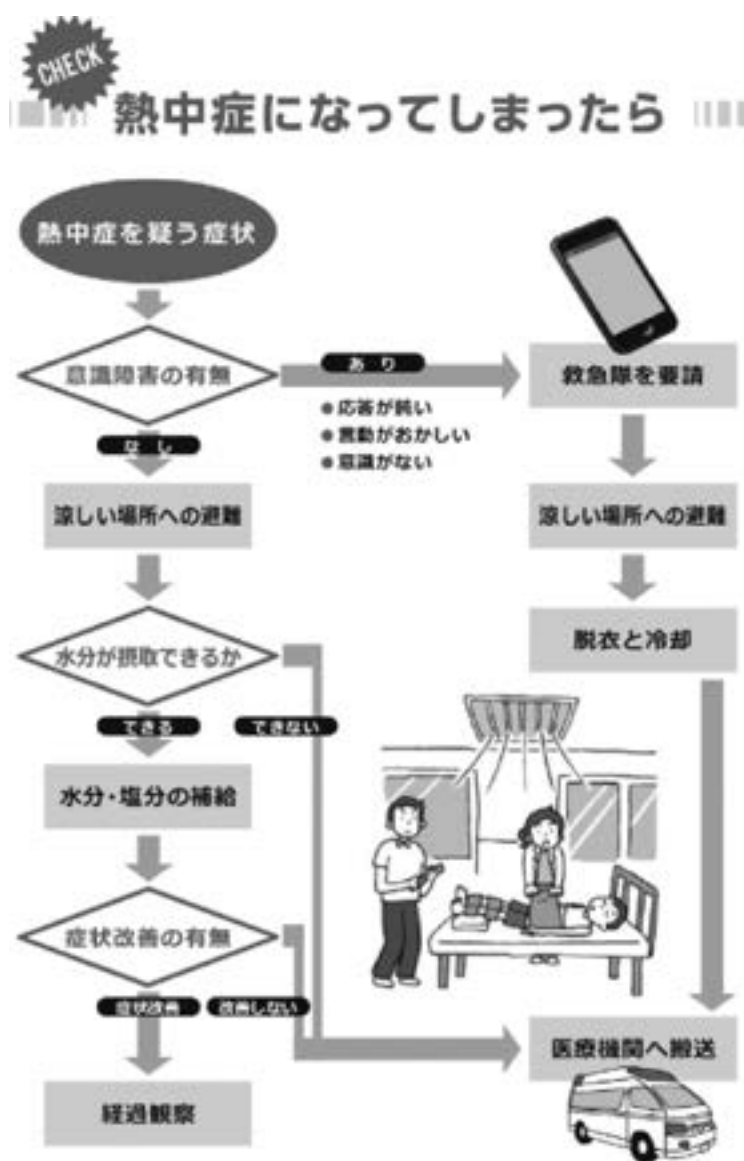 CHECK
熱中症になってしまったら
熱中症を疑う症状
意識障害の有無
あり
●応答が鈍い
●言動がおかしい
●意識がない
救急隊を要請
なし
涼しい場所への避難
涼しい場所への避難
水分が摂取できるか
脱衣と冷却
できる
できない
水分・塩分の補給
症状改善の有無
症状改善
改善しない
医療機関へ搬送
経過観察